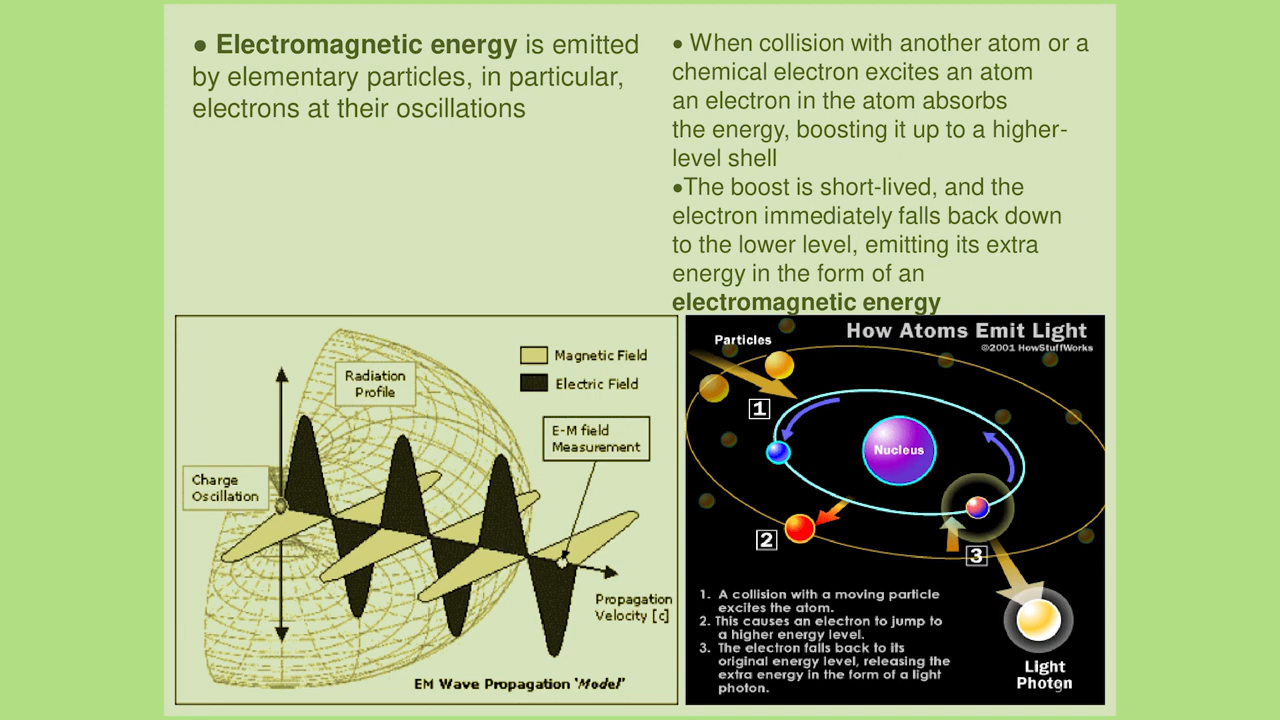 ● Electromagnetic energy is emitted
by elementary particles, in particular,
electrons at their oscillations
● When collision with another atom or a
chemical electron excites an atom
an electron in the atom absorbs
the energy, boosting it up to a higher-
level shell
●The boost is short-lived, and the
electron immediately falls back down
to the lower level, emitting its extra
energy in the form of an
electromagnetic energy
Magnetic Field
Electric Field
Radiation
Profile
E-M field
Measurement
Charge
Oscillation
Propagation
Velocity [c]
EM Wave Propagation 'Model'
How Atoms Emit Light
©2001 HowStuffWorks
Particles
1
Nucleus
2
3
1. A collision with a moving particle
excites the atom.
2. This causes an electron to jump to
a higher energy level.
3. The electron falls back to its
original energy level, releasing the
extra energy in the form of a light
photon.
Light
Photon